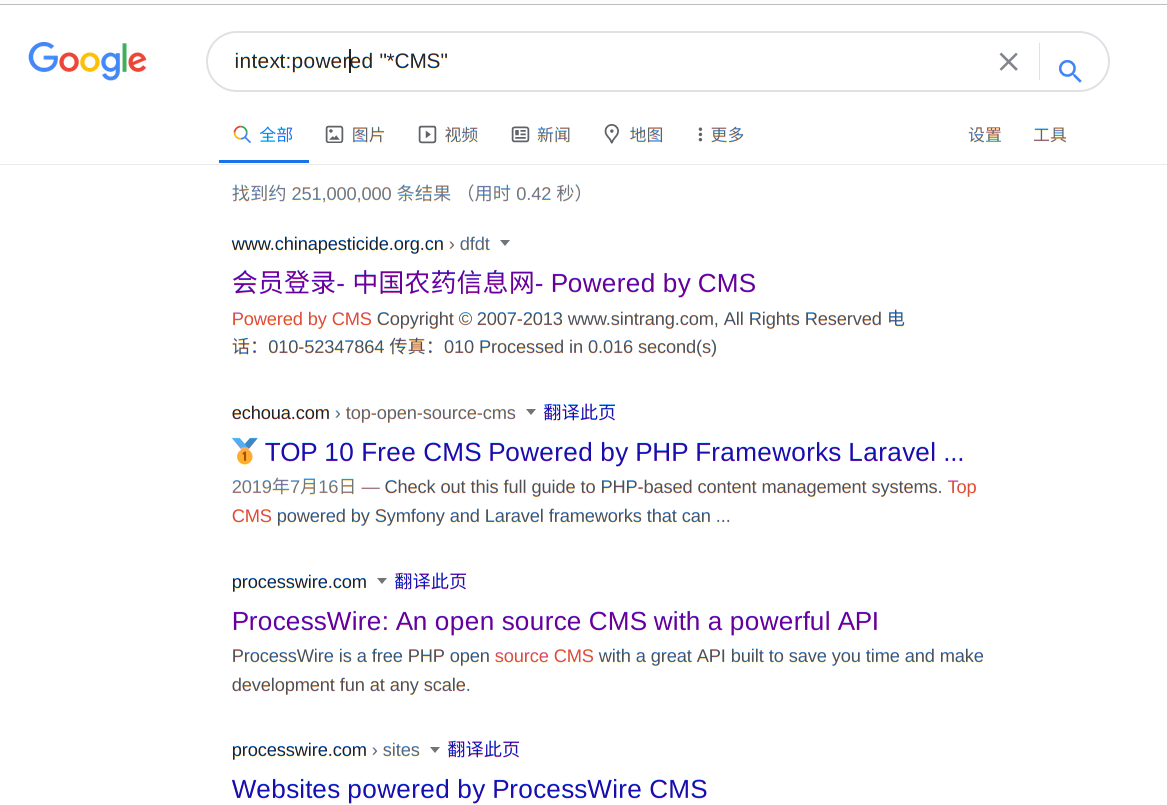 Google
intext:powered "*CMS"
全部 图片 视频 新闻 地图 更多 设置 工具
找到约 251,000,000 条结果 （用时 0.42 秒）
www.chinapesticide.org.cn › dfdt
会员登录- 中国农药信息网- Powered by CMS
Powered by CMS Copyright © 2007-2013 www.sintrang.com, All Rights Reserved 电
话：010-52347864 传真：010 Processed in 0.016 second(s)
echoua.com › top-open-source-cms 翻译此页
🥇 TOP 10 Free CMS Powered by PHP Frameworks Laravel ...
2019年7月16日 — Check out this full guide to PHP-based content management systems. Top
CMS powered by Symfony and Laravel frameworks that can ...
processwire.com 翻译此页
ProcessWire: An open source CMS with a powerful API
ProcessWire is a free PHP open source CMS with a great API built to save you time and make
development fun at any scale.
processwire.com › sites 翻译此页
Websites powered by ProcessWire CMS